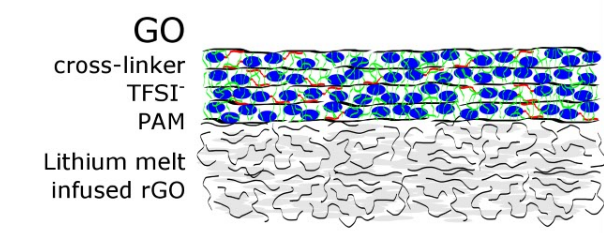 GO
cross-linker
TFSI⁻
PAM
Lithium melt
infused rGO